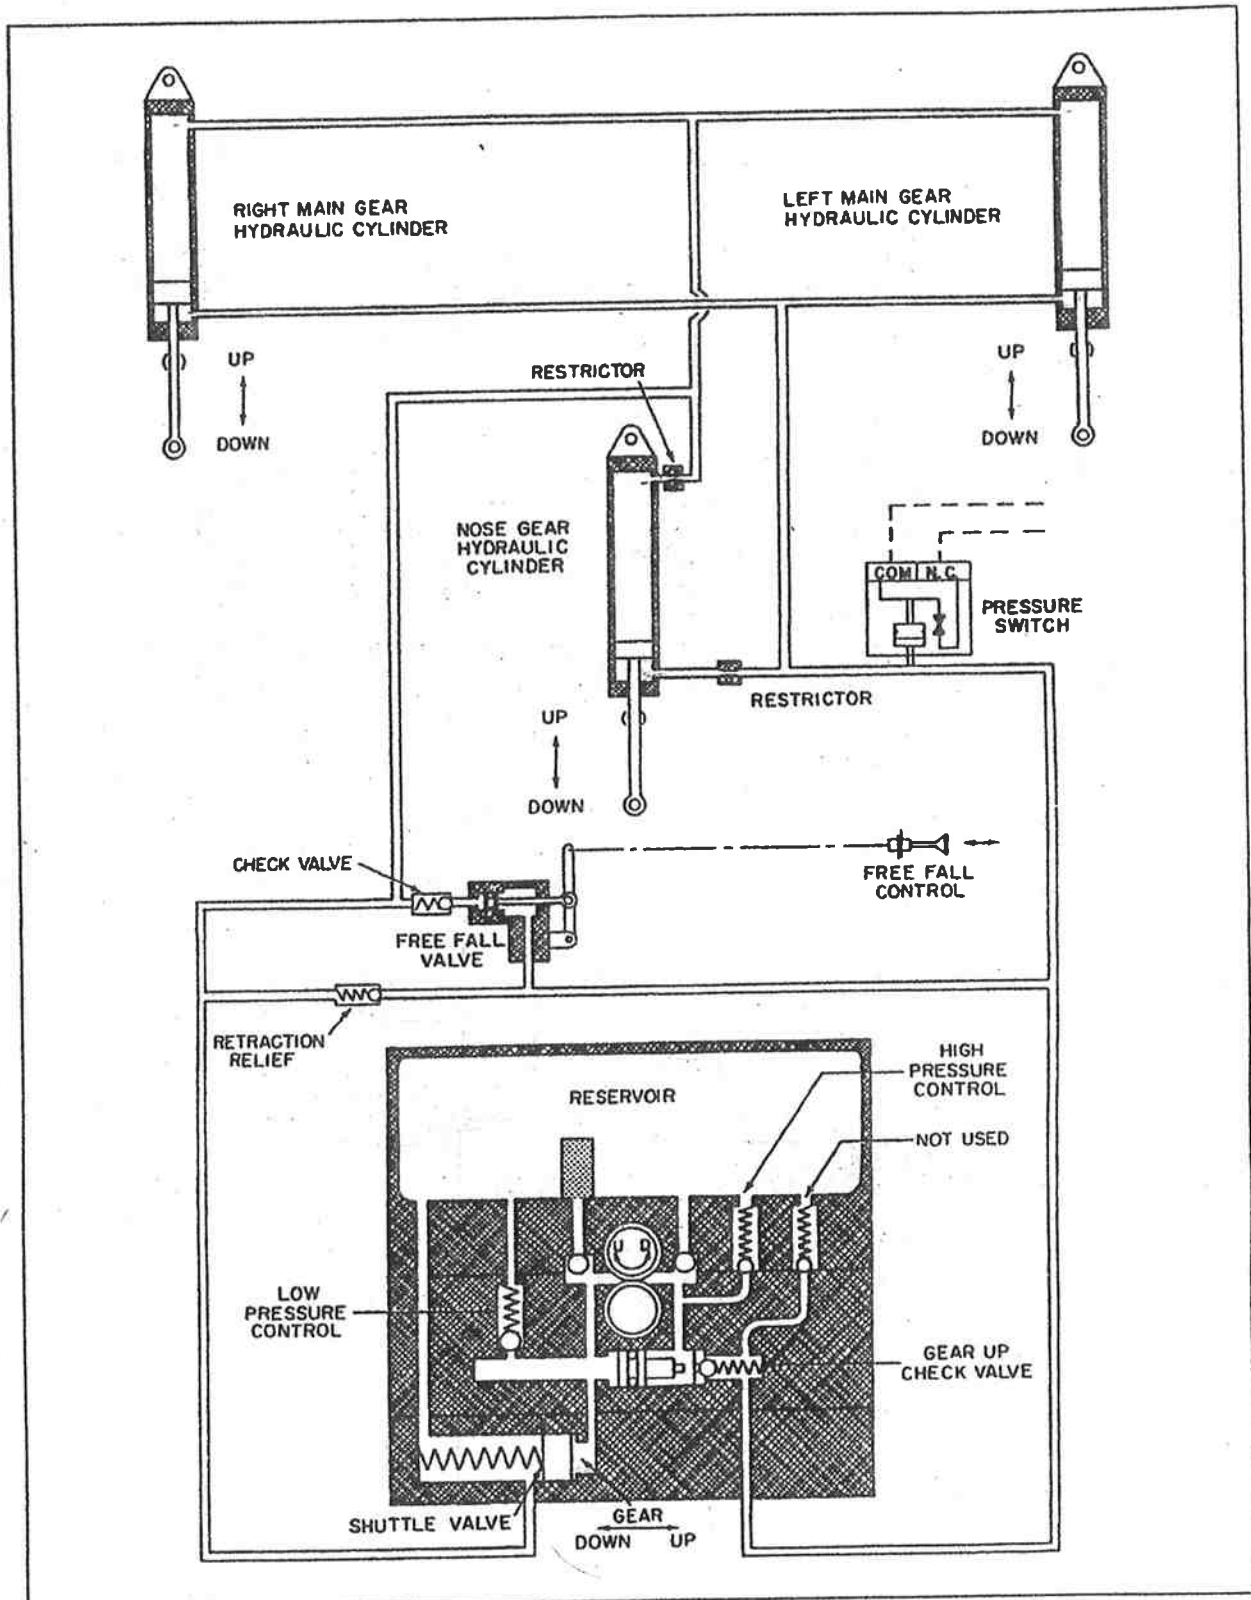 RIGHT MAIN GEAR
HYDRAULIC CYLINDER
LEFT MAIN GEAR
HYDRAULIC CYLINDER
UP
DOWN
RESTRICTOR
UP
DOWN
NOSE GEAR
HYDRAULIC
CYLINDER
COM N.C.
PRESSURE
SWITCH
RESTRICTOR
UP
DOWN
CHECK VALVE
FREE FALL
CONTROL
FREE FALL
VALVE
RETRACTION
RELIEF
HIGH
PRESSURE
CONTROL
RESERVOIR
NOT USED
U D
LOW
PRESSURE
CONTROL
GEAR UP
CHECK VALVE
SHUTTLE VALVE
GEAR
DOWN UP